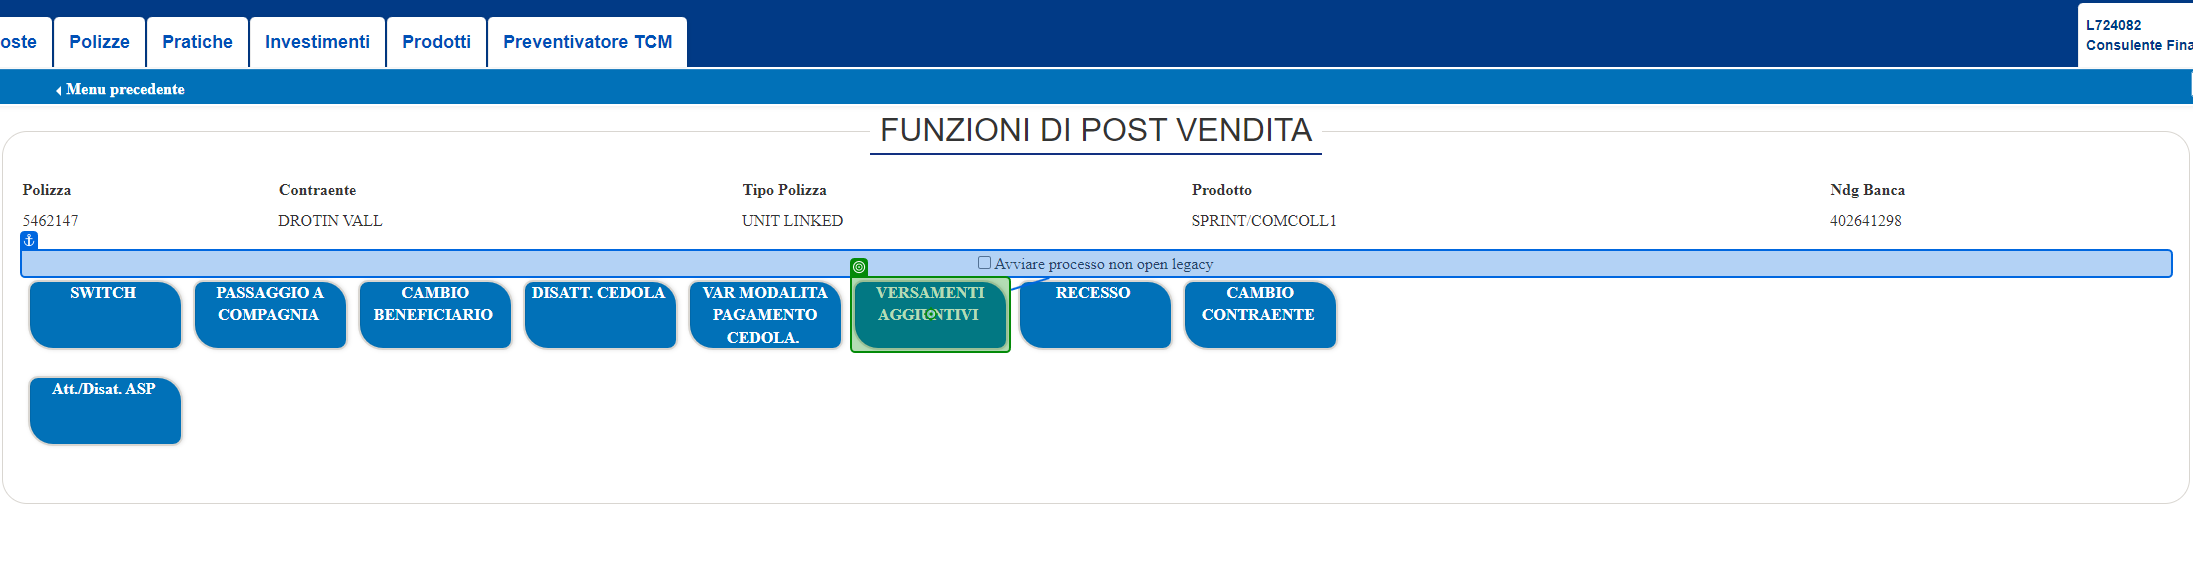 oste Polizze Pratiche Investimenti Prodotti Preventivatore TCM
L724082
Consulente Fina
Menu precedente
FUNZIONI DI POST VENDITA
Polizza Contraente Tipo Polizza Prodotto Ndg Banca
5462147 DROTIN VALL UNIT LINKED SPRINT/COMCOLL1 402641298
Avviare processo non open legacy
SWITCH
PASSAGGIO A
COMPAGNIA
CAMBIO
BENEFICIARIO
DISATT. CEDOLA
VAR MODALITA
PAGAMENTO
CEDOLA.
VERSAMENTI
AGGIUNTIVI
RECESSO
CAMBIO
CONTRAENTE
Att./Disat. ASP